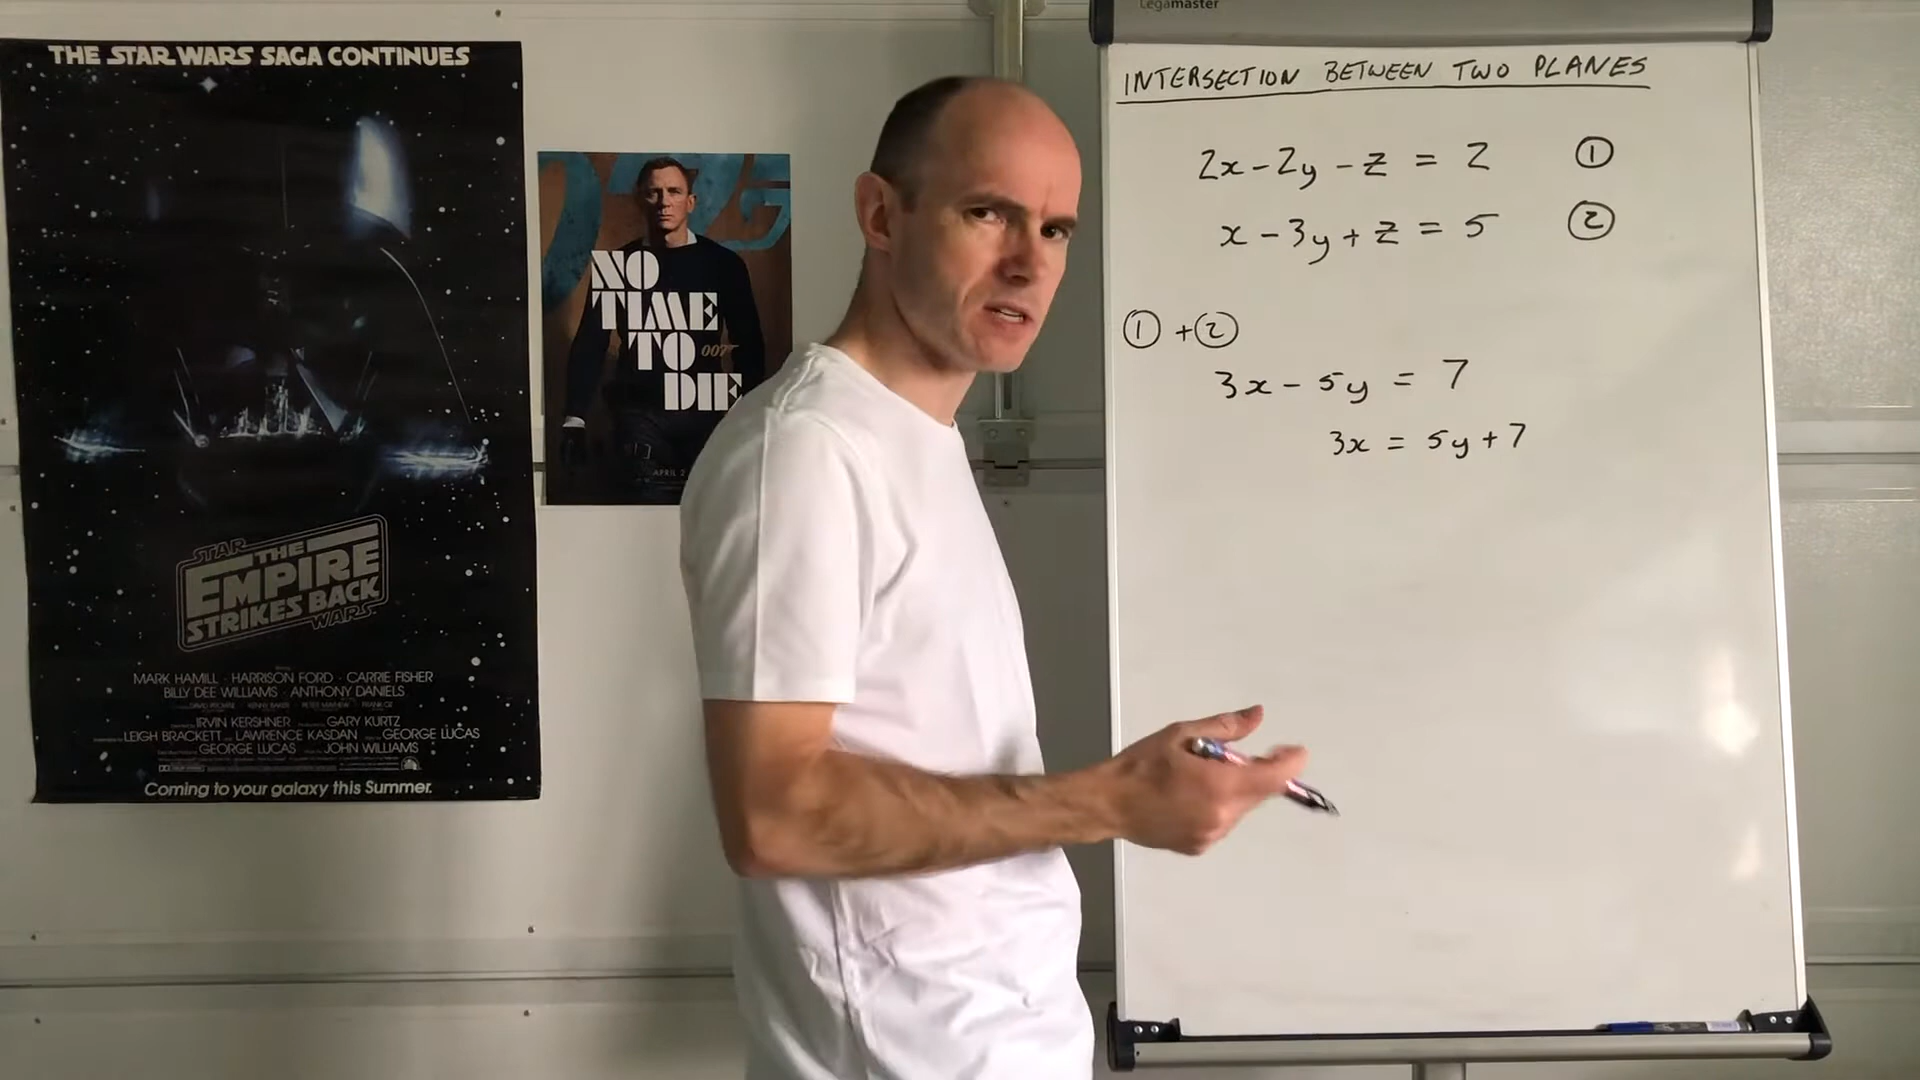 THE STAR WARS SAGA CONTINUES
STAR
THE
EMPIRE
STRIKES BACK
WARS
MARK HAMILL · HARRISON FORD · CARRIE FISHER
BILLY DEE WILLIAMS · ANTHONY DANIELS
IRVIN KERSHNER GARY KURTZ
LEIGH BRACKETT LAWRENCE KASDAN GEORGE LUCAS
GEORGE LUCAS JOHN WILLIAMS
Coming to your galaxy this Summer.
NO
TIME
TO 007
DIE
APRIL 2
Legamaster
INTERSECTION BETWEEN TWO PLANES
2x - 2y - z = 2 ①
x - 3y + z = 5 ②
① + ②
3x - 5y = 7
3x = 5y + 7